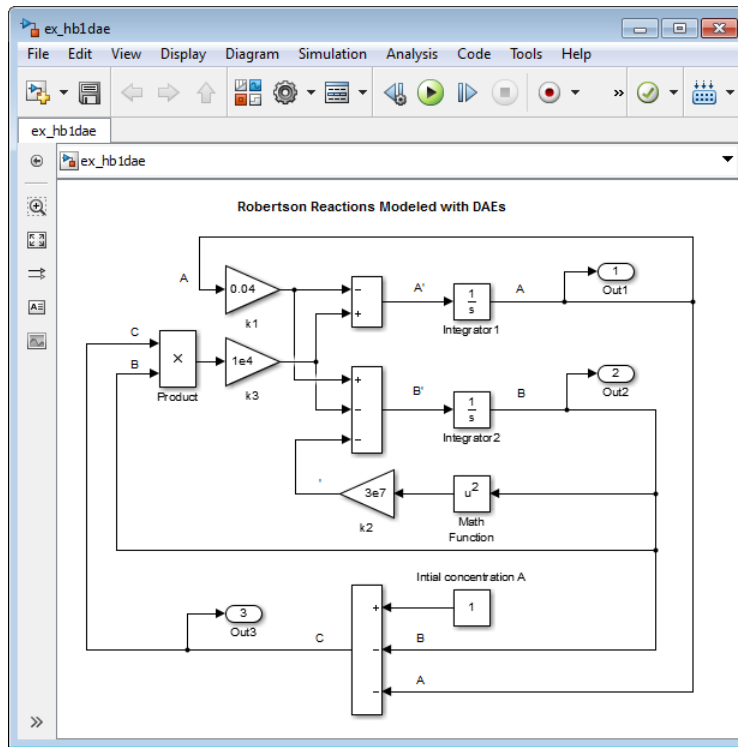 ex_hb1dae
File Edit View Display Diagram Simulation Analysis Code Tools Help
»
ex_hb1dae
ex_hb1dae
Robertson Reactions Modeled with DAEs
A
0.04
k1
−
+
A'
1
s
Integrator1
A
1
Out1
C
B
×
Product
1e4
k3
+
−
−
B'
1
s
Integrator2
B
2
Out2
3e7
k2
u²
Math
Function
Intial concentration A
1
3
Out3
C
+
−
−
B
A
»